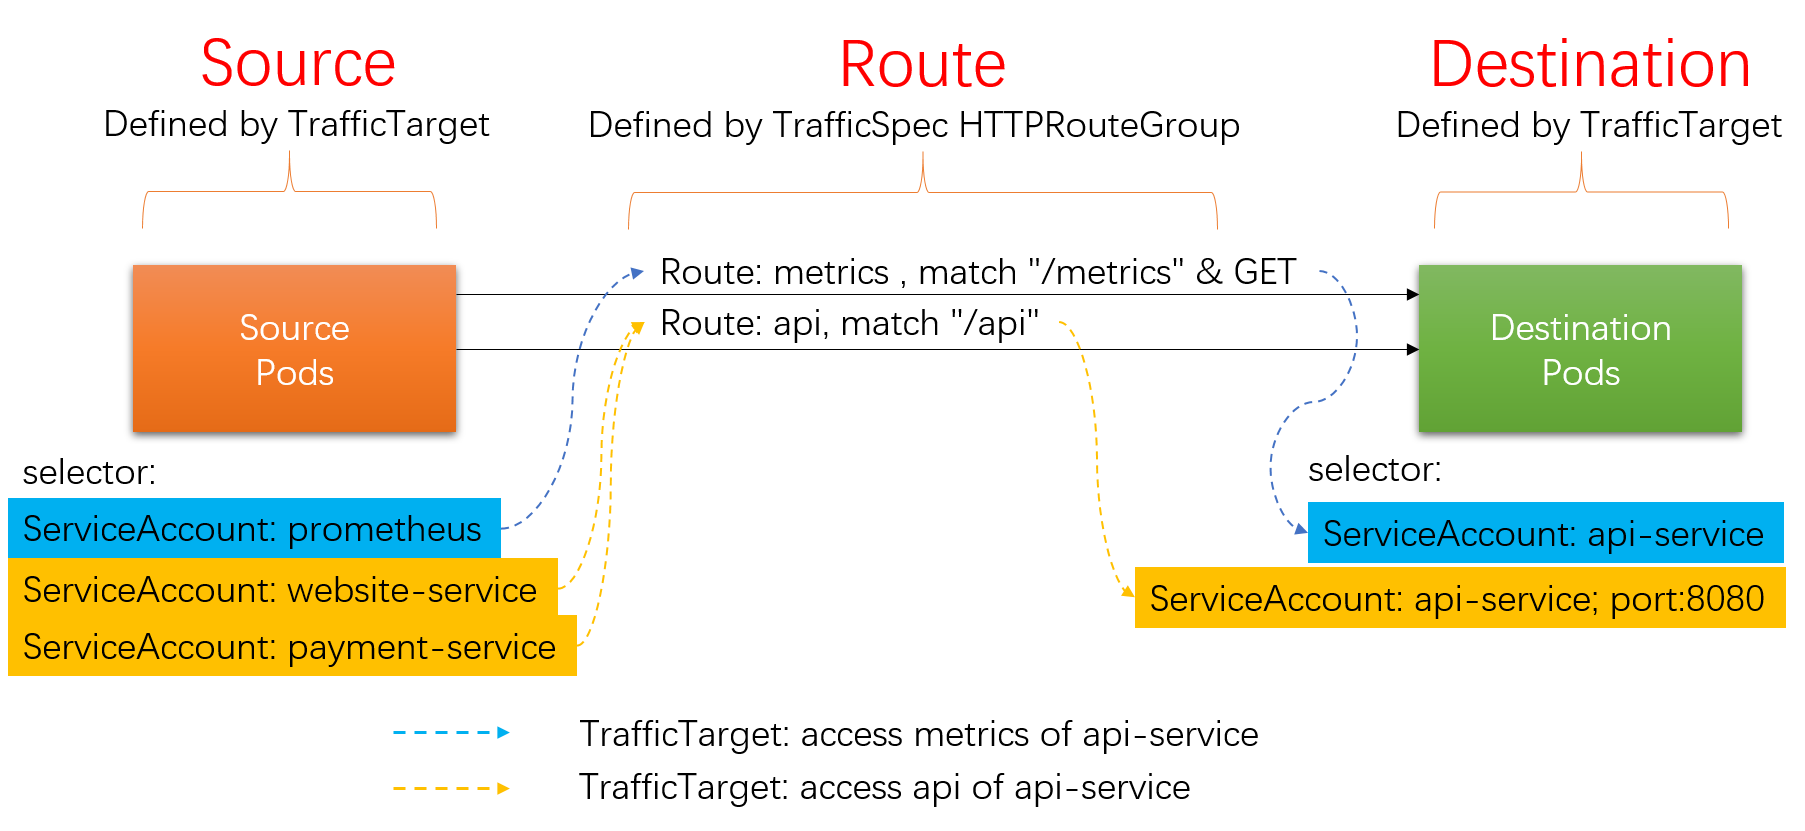 Source
Defined by TrafficTarget
Route
Defined by TrafficSpec HTTPRouteGroup
Destination
Defined by TrafficTarget
Source
Pods
Route: metrics , match "/metrics" & GET
Route: api, match "/api"
Destination
Pods
selector:
ServiceAccount: prometheus
ServiceAccount: website-service
ServiceAccount: payment-service
selector:
ServiceAccount: api-service
ServiceAccount: api-service; port:8080
TrafficTarget: access metrics of api-service
TrafficTarget: access api of api-service